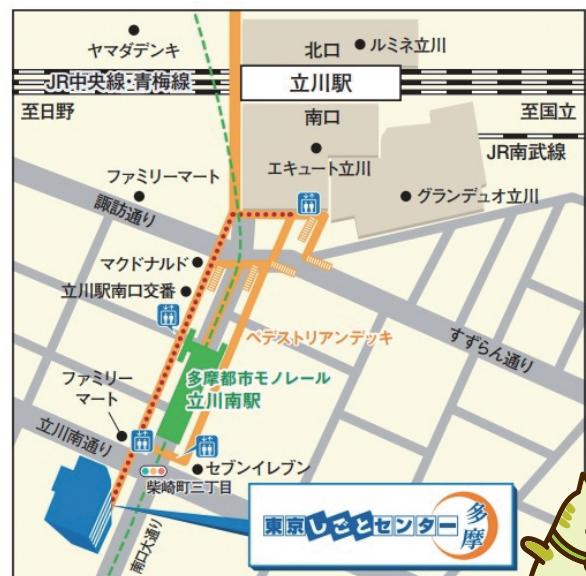 ヤマダデンキ
北口
ルミネ立川
JR中央線・青梅線
立川駅
至日野
南口
至国立
JR南武線
ファミリーマート
エキュート立川
グランデュオ立川
諏訪通り
マクドナルド
立川駅南口交番
ペデストリアンデッキ
すずらん通り
多摩都市モノレール
立川南駅
ファミリー
マート
立川南通り
セブンイレブン
柴崎町三丁目
南口大通り
東京しごとセンター多摩